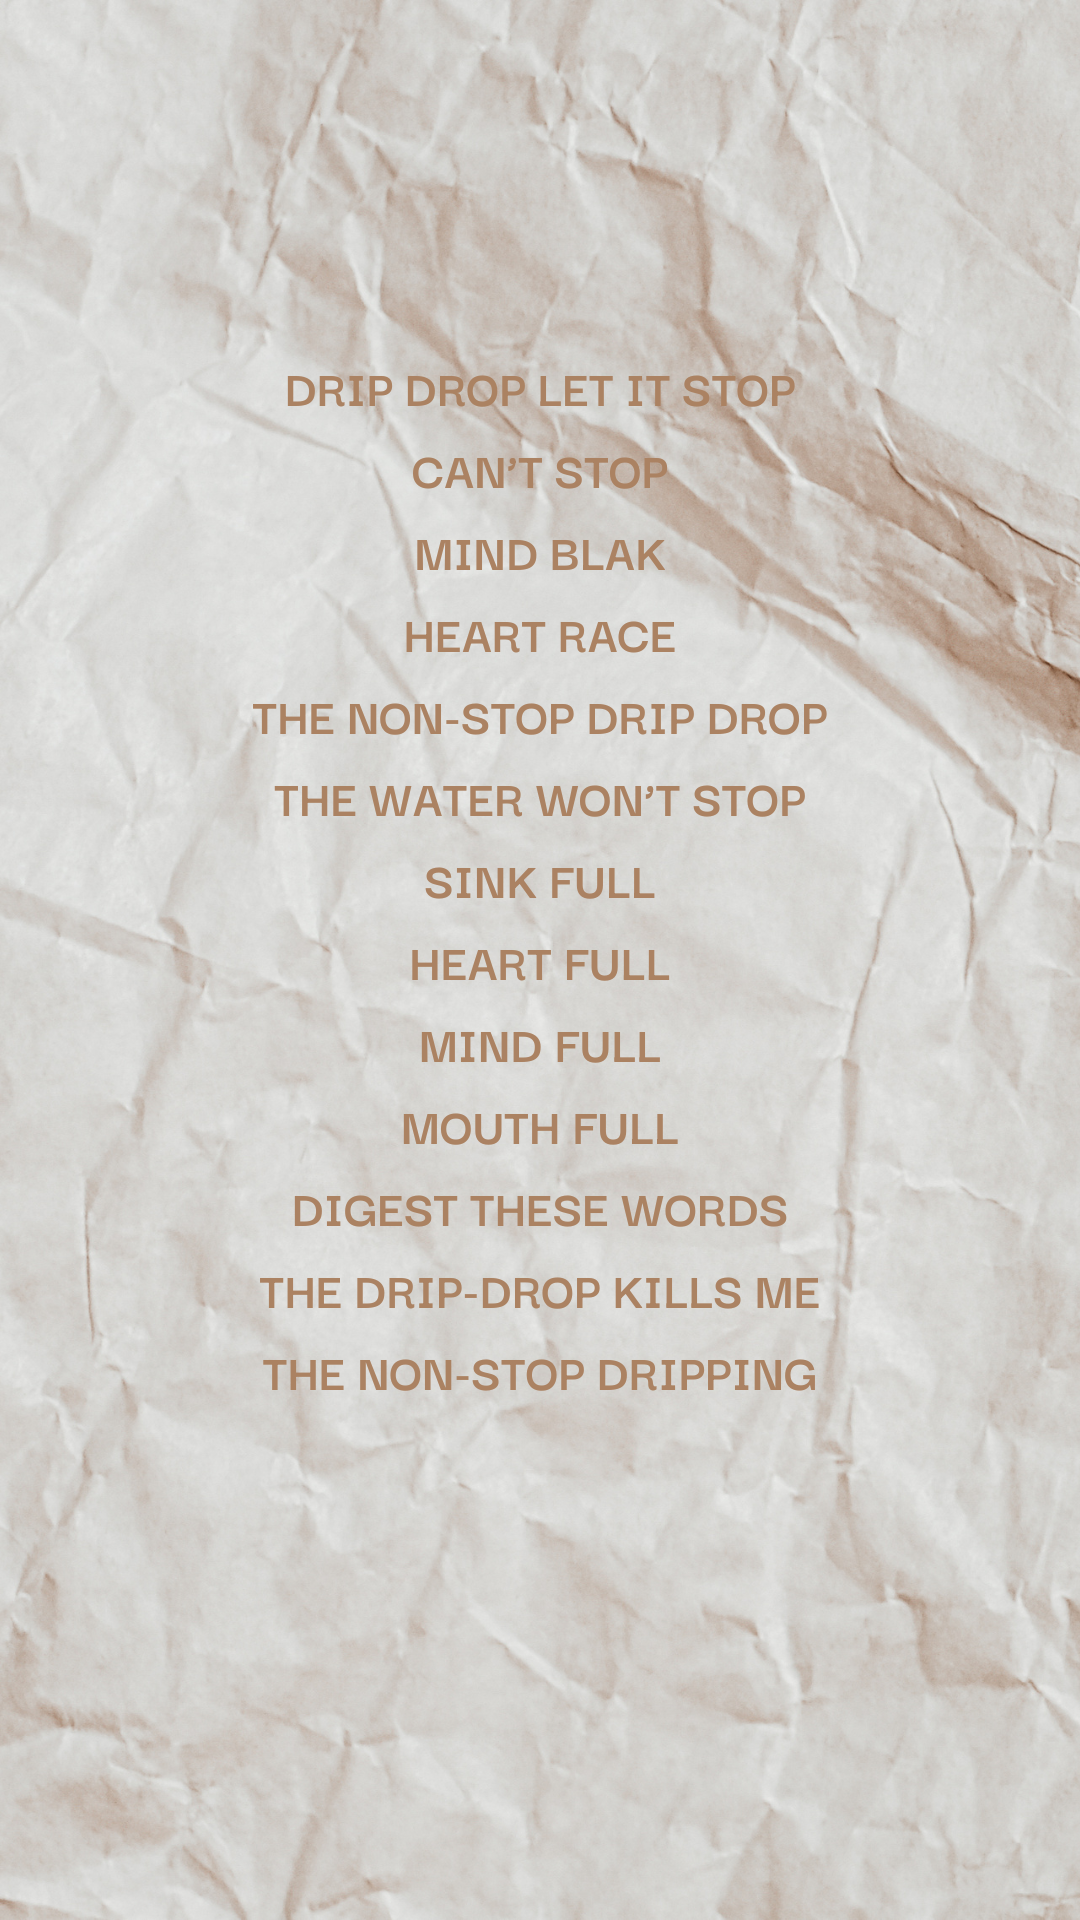 DRIP DROP LET IT STOP
CAN’T STOP
MIND BLAK
HEART RACE
THE NON-STOP DRIP DROP
THE WATER WON’T STOP
SINK FULL
HEART FULL
MIND FULL
MOUTH FULL
DIGEST THESE WORDS
THE DRIP-DROP KILLS ME
THE NON-STOP DRIPPING